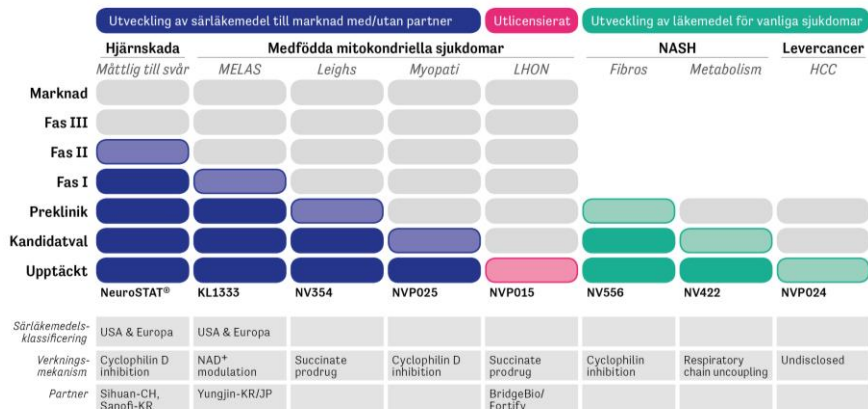 Utveckling av särläkemedel till marknad med/utan partner Utlicensierat Utveckling av läkemedel för vanliga sjukdomar
Hjärnskada Medfödda mitokondriella sjukdomar NASH Levercancer
Måttlig till svår MELAS Leighs Myopati LHON Fibros Metabolism HCC
Marknad
Fas III
Fas II
Fas I
Preklinik
Kandidatval
Upptäckt
NeuroSTAT® KL1333 NV354 NVP025 NVP015 NV556 NV422 NVP024
Särläkemedels-
klassificering USA & Europa USA & Europa
Verknings- Cyclophilin D NAD+ Succinate Cyclophilin D Succinate Cyclophilin Respiratory Undisclosed
mekanism inhibition modulation prodrug inhibition prodrug inhibition chain uncoupling
Partner Sihuan-CH, Yungjin-KR/JP BridgeBio/
Sanofi-KR Fortify